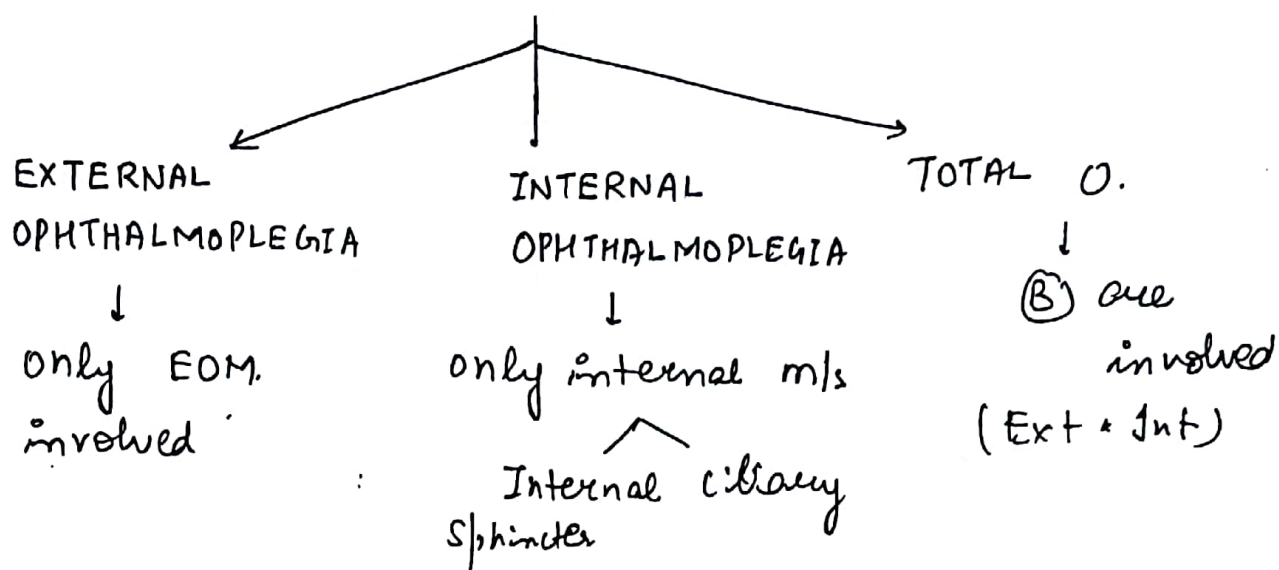 EXTERNAL
OPHTHALMOPLEGIA
↓
only EOM.
involved
INTERNAL
OPHTHALMOPLEGIA
↓
only internal m/s
Internal ciliary
Sphincter
TOTAL O.
↓
Ⓑ are
involved
(Ext + Int)